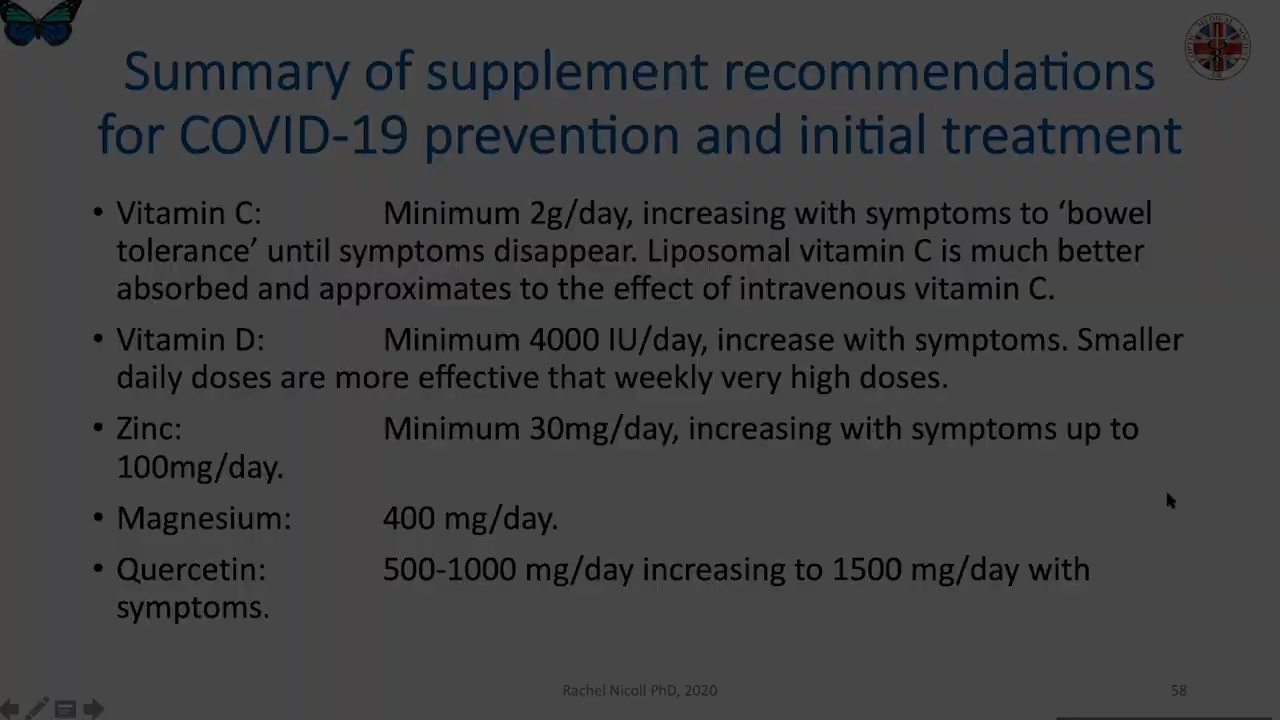 Summary of supplement recommendations
for COVID-19 prevention and initial treatment
• Vitamin C: Minimum 2g/day, increasing with symptoms to ‘bowel
tolerance’ until symptoms disappear. Liposomal vitamin C is much better
absorbed and approximates to the effect of intravenous vitamin C.
• Vitamin D: Minimum 4000 IU/day, increase with symptoms. Smaller
daily doses are more effective that weekly very high doses.
• Zinc: Minimum 30mg/day, increasing with symptoms up to
100mg/day.
• Magnesium: 400 mg/day.
• Quercetin: 500-1000 mg/day increasing to 1500 mg/day with
symptoms.
Rachel Nicoll PhD, 2020
58